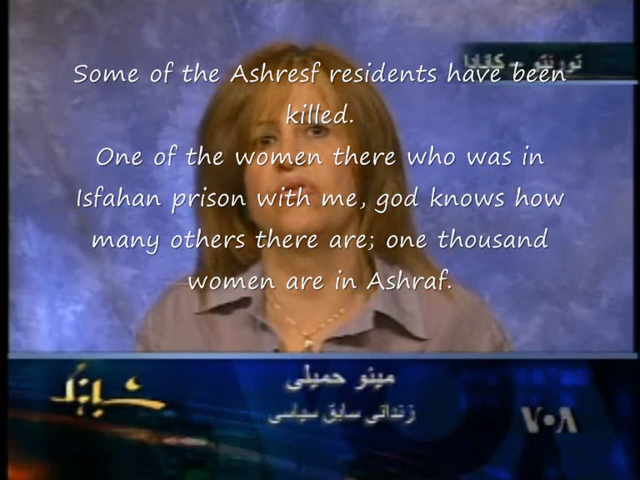 تورنتو - کانادا
Some of the Ashresf residents have been
killed.
One of the women there who was in
Isfahan prison with me, god knows how
many others there are; one thousand
women are in Ashraf.
مینو حمیلی
زندانی سابق سیاسی
شباهنگ
VOA